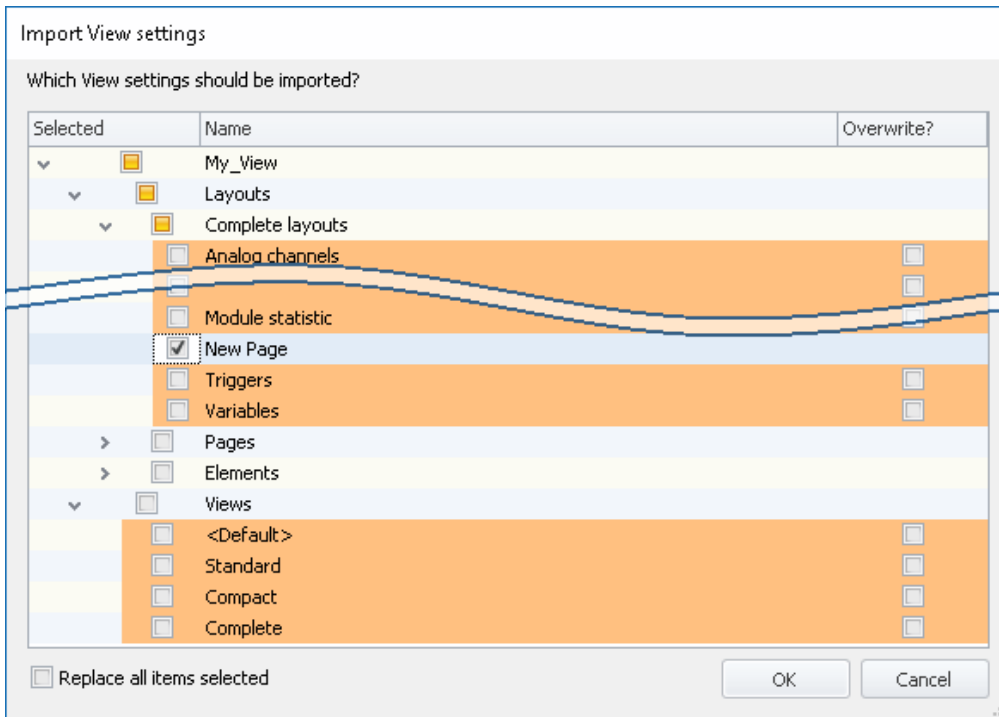 Import View settings
Which View settings should be imported?
Selected Name Overwrite?
My_View
Layouts
Complete layouts
Analog channels
Module statistic
New Page
Triggers
Variables
Pages
Elements
Views
<Default>
Standard
Compact
Complete
Replace all items selected OK Cancel